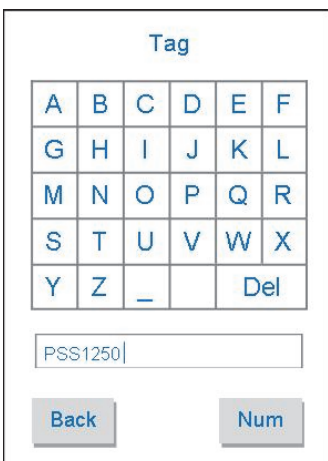 Tag
A B C D E F
G H I J K L
M N O P Q R
S T U V W X
Y Z _ Del
PSS1250
Back Num